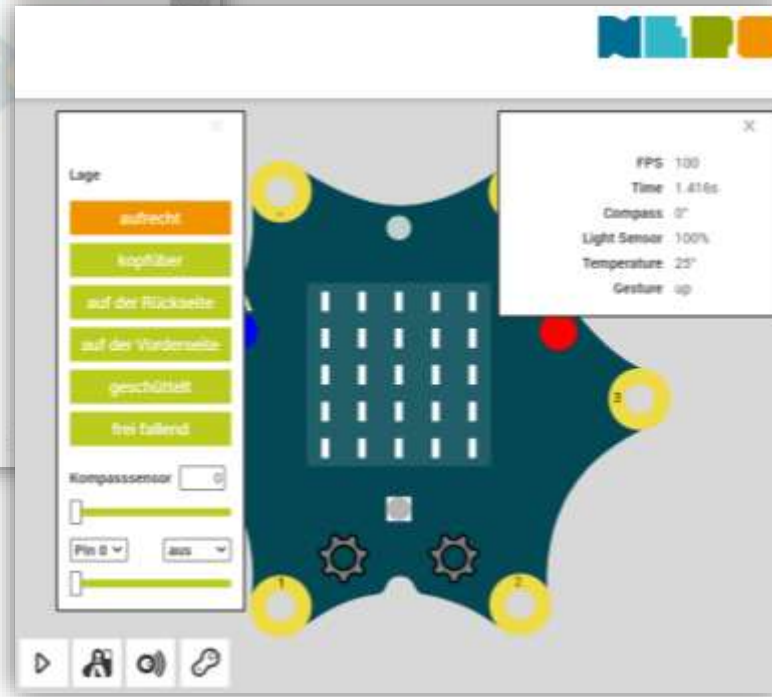 NEPO
Lage
aufrecht
kopfüber
auf der Rückseite
auf der Vorderseite
geschüttelt
frei fallend
Kompasssensor 0
Pin 0 aus
FPS 100
Time 1.416s
Compass 0°
Light Sensor 100%
Temperature 25°
Gesture up
3
1
2